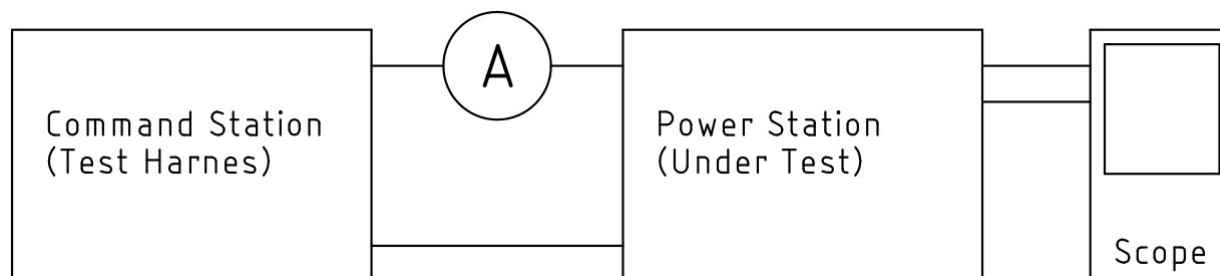 A
Command Station
(Test Harnes)
Power Station
(Under Test)
Scope